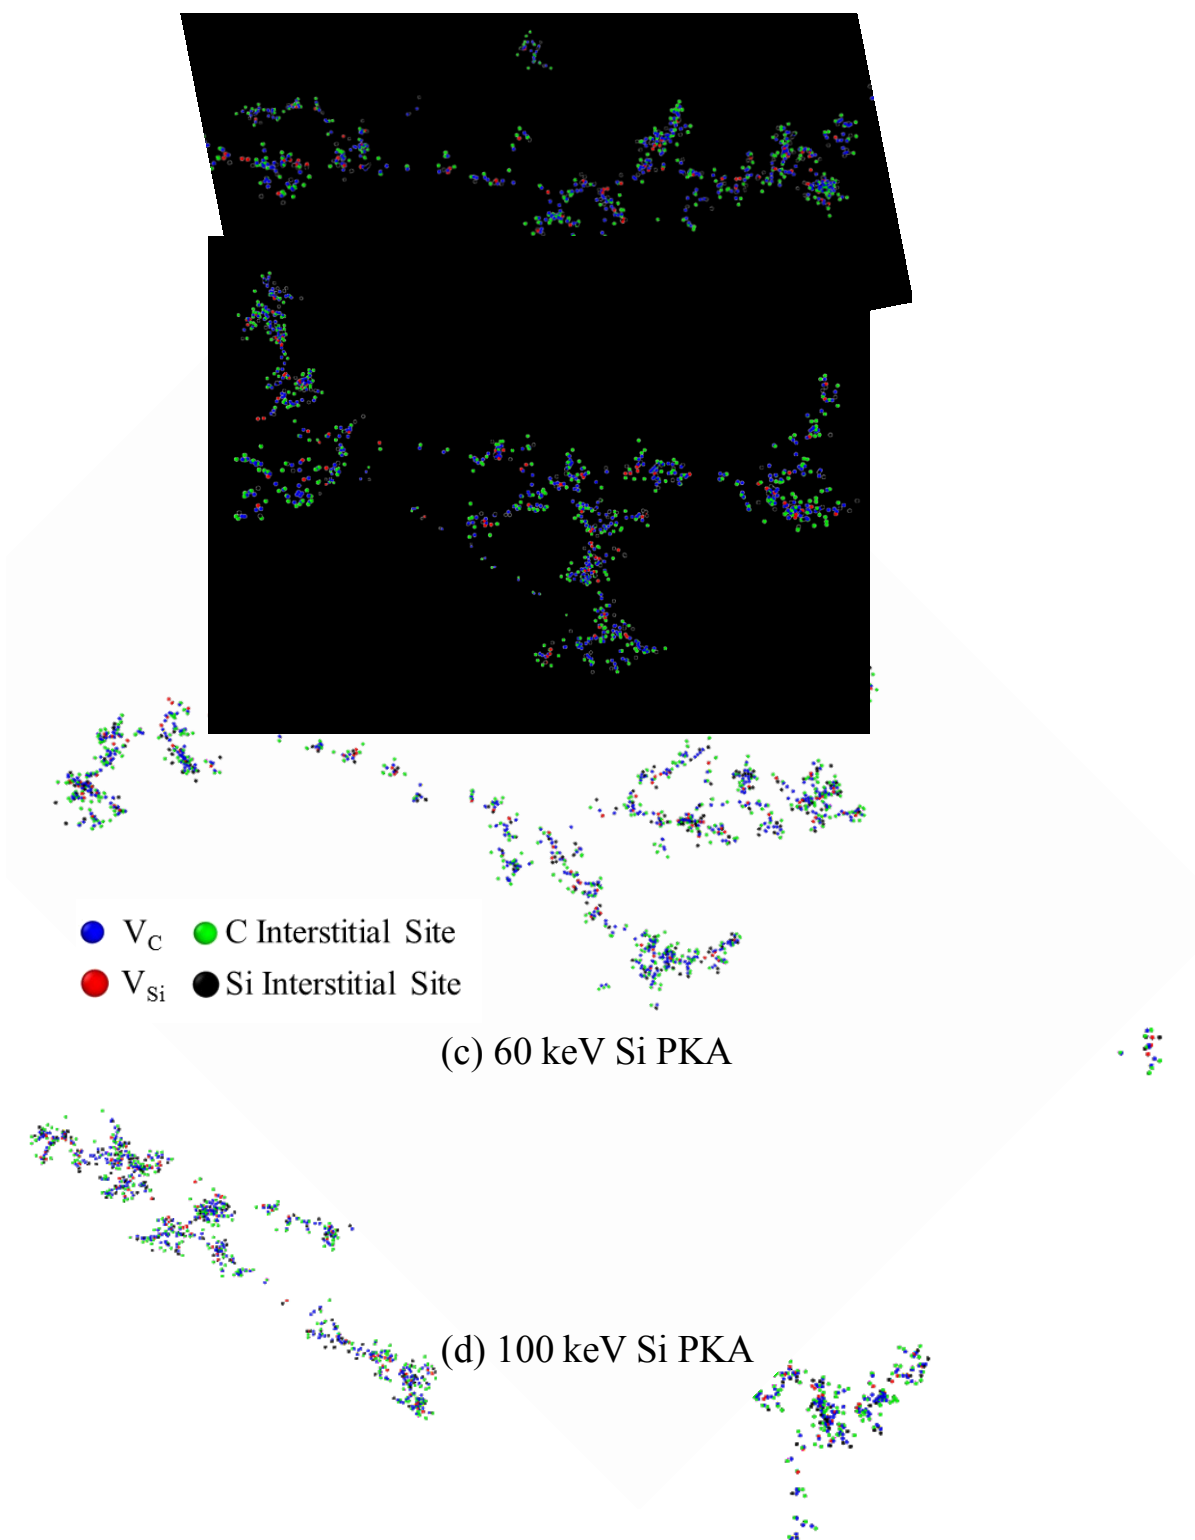 V_C C Interstitial Site
V_Si Si Interstitial Site
(c) 60 keV Si PKA
(d) 100 keV Si PKA